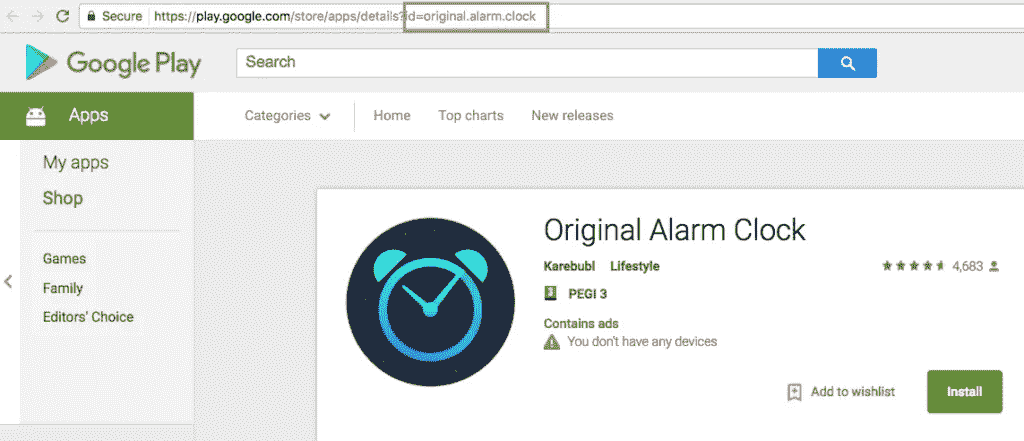 Secure https://play.google.com/store/apps/details?id=original.alarm.clock
Google Play
Search
Apps
Categories Home Top charts New releases
My apps
Shop
Games
Family
Editors' Choice
Original Alarm Clock
Karebubl Lifestyle 4,683
PEGI 3
Contains ads
You don't have any devices
Add to wishlist Install